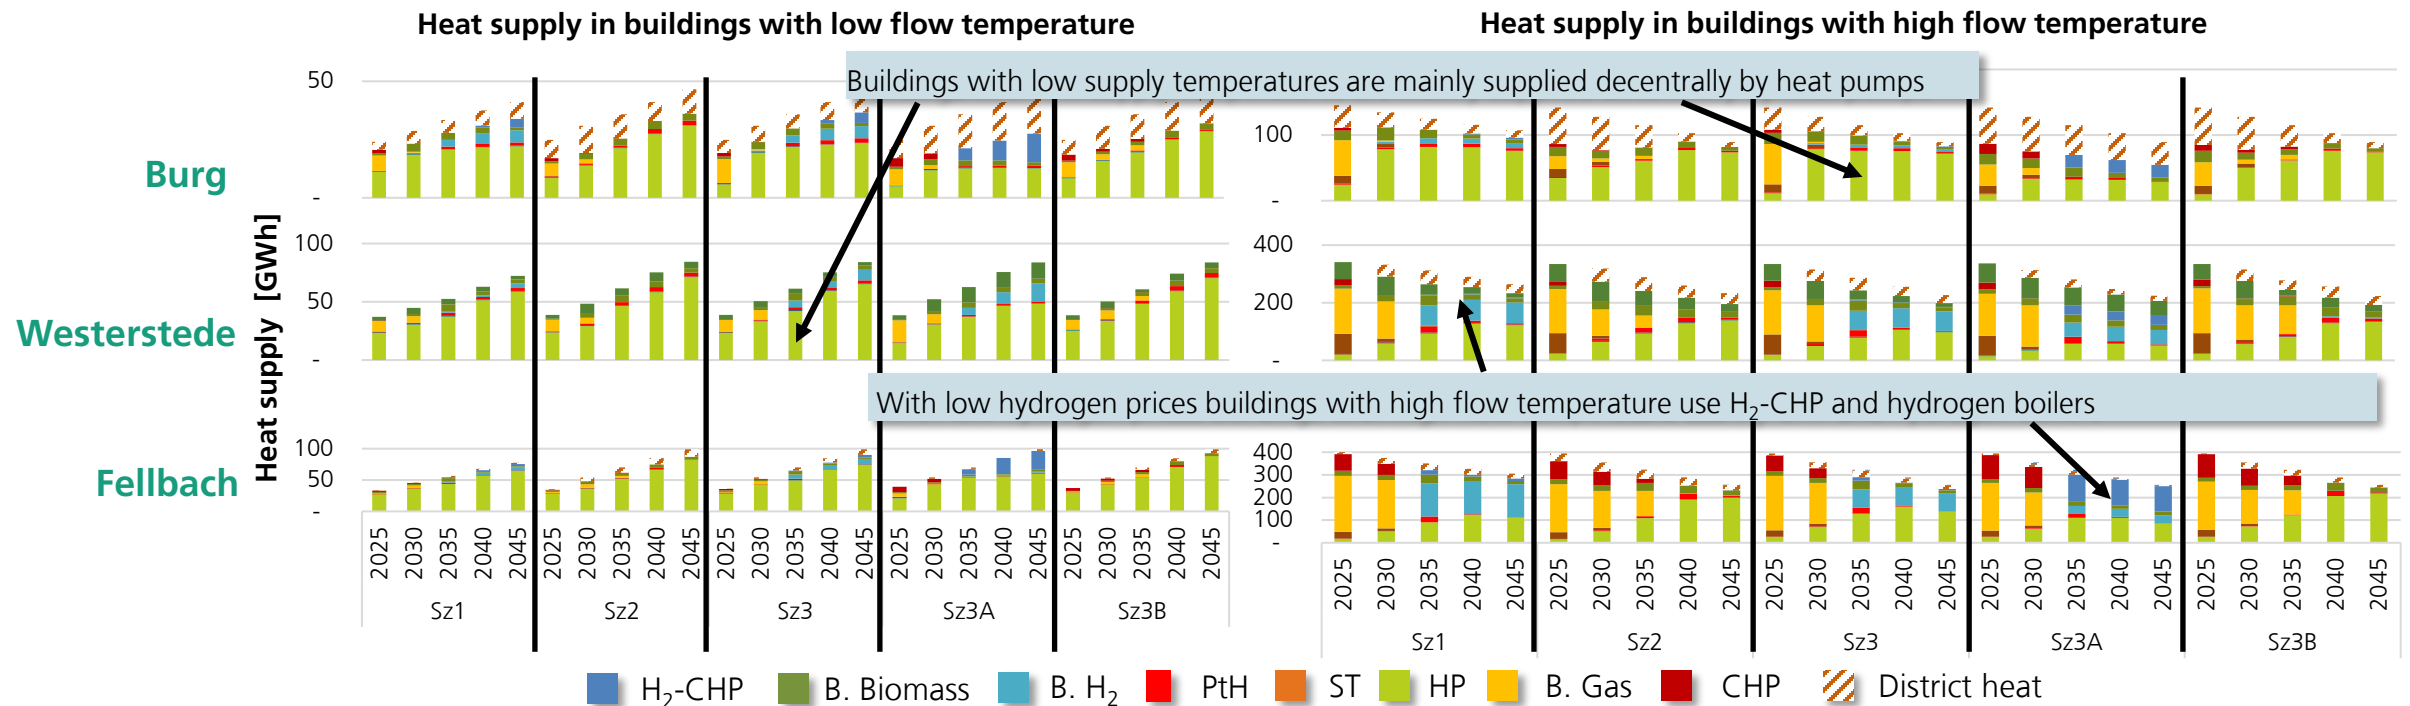 Heat supply in buildings with low flow temperature
Heat supply in buildings with high flow temperature
Buildings with low supply temperatures are mainly supplied decentrally by heat pumps
50
-
100
-
Burg
Heat supply [GWh]
100
50
-
400
200
-
Westerstede
With low hydrogen prices buildings with high flow temperature use H₂-CHP and hydrogen boilers
100
50
-
400
300
200
100
-
Fellbach
2025 2030 2035 2040 2045 2025 2030 2035 2040 2045 2025 2030 2035 2040 2045 2025 2030 2035 2040 2045 2025 2030 2035 2040 2045
Sz1 Sz2 Sz3 Sz3A Sz3B
2025 2030 2035 2040 2045 2025 2030 2035 2040 2045 2025 2030 2035 2040 2045 2025 2030 2035 2040 2045 2025 2030 2035 2040 2045
Sz1 Sz2 Sz3 Sz3A Sz3B
H₂-CHP B. Biomass B. H₂ PtH ST HP B. Gas CHP District heat